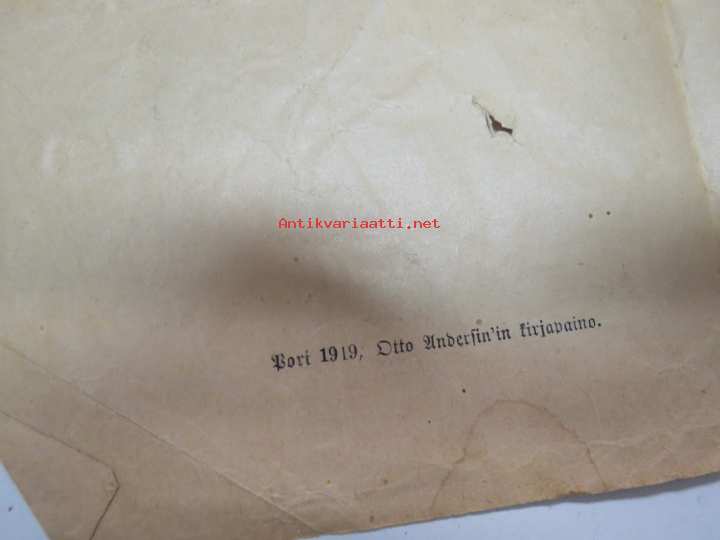 Antikvariaatti.net
Pori 1919, Otto Andersin'in kirjapaino.